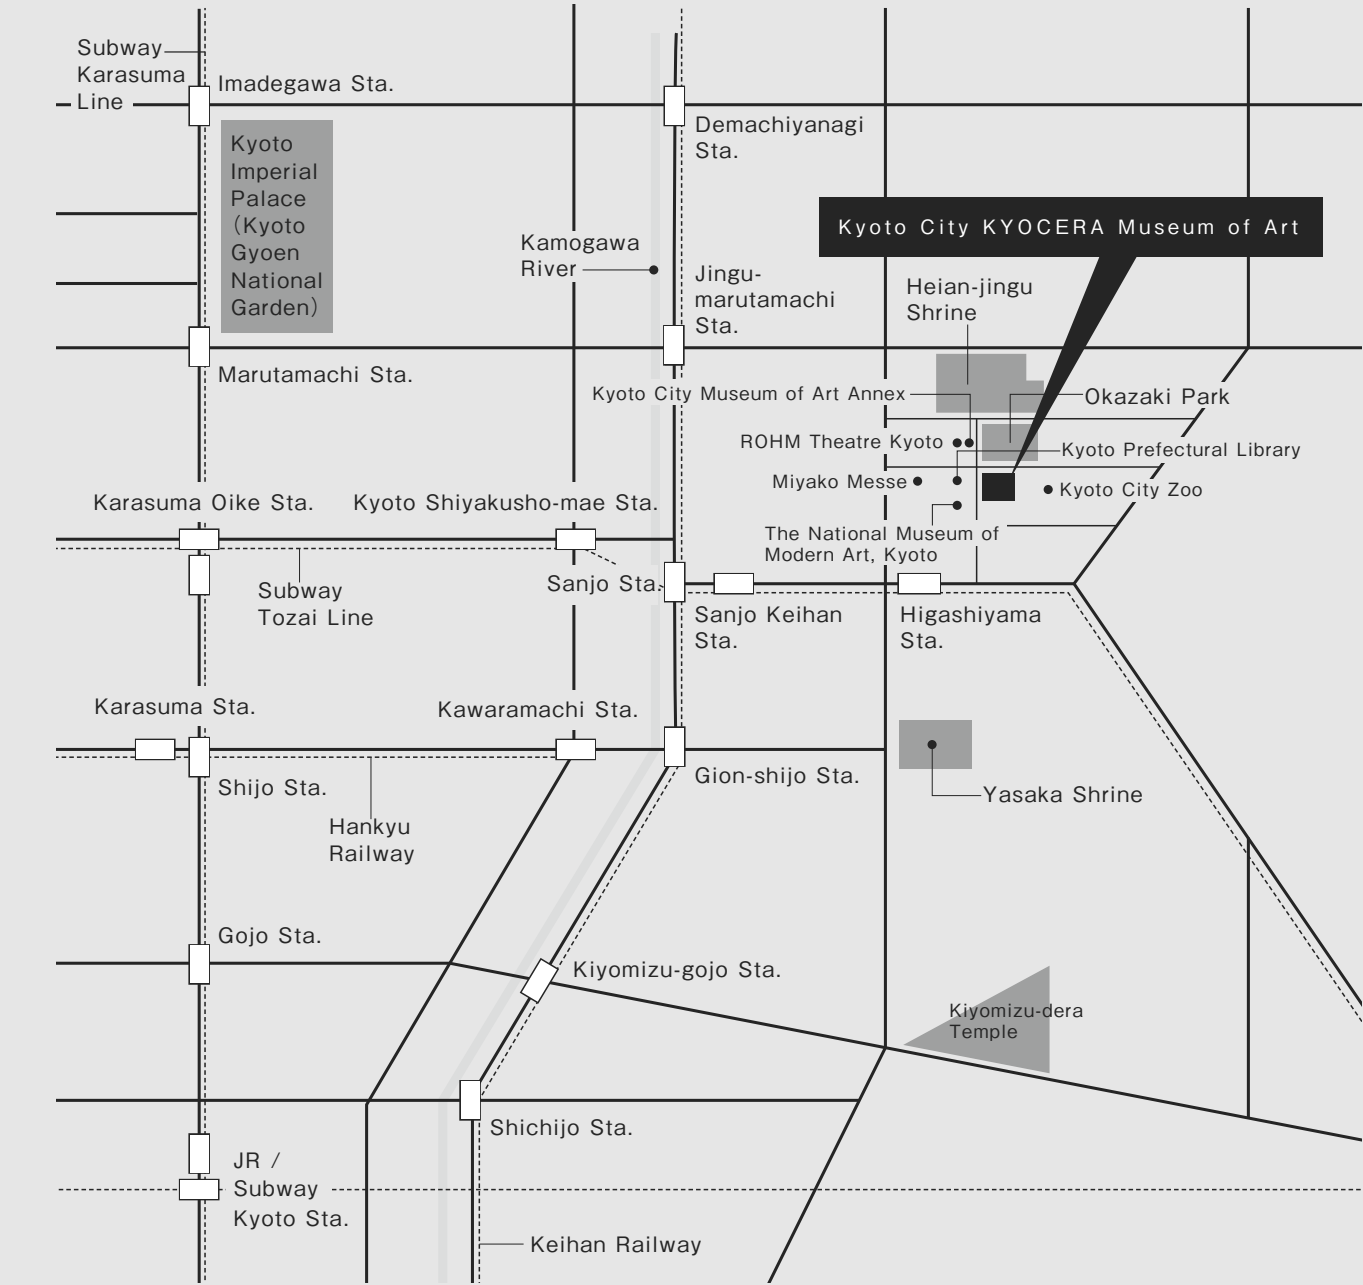 Subway
Karasuma
Line
Imadegawa Sta.
Demachiyanagi
Sta.
Kyoto
Imperial
Palace
（Kyoto
Gyoen
National
Garden）
Kamogawa
River
Kyoto City KYOCERA Museum of Art
Jingu-
marutamachi
Sta.
Heian-jingu
Shrine
Marutamachi Sta.
Kyoto City Museum of Art Annex
Okazaki Park
ROHM Theatre Kyoto
Kyoto Prefectural Library
Miyako Messe
Kyoto City Zoo
Karasuma Oike Sta.
Kyoto Shiyakusho-mae Sta.
The National Museum of
Modern Art, Kyoto
Subway
Tozai Line
Sanjo Sta.
Sanjo Keihan
Sta.
Higashiyama
Sta.
Karasuma Sta.
Kawaramachi Sta.
Shijo Sta.
Gion-shijo Sta.
Yasaka Shrine
Hankyu
Railway
Gojo Sta.
Kiyomizu-gojo Sta.
Kiyomizu-dera
Temple
Shichijo Sta.
JR /
Subway
Kyoto Sta.
Keihan Railway